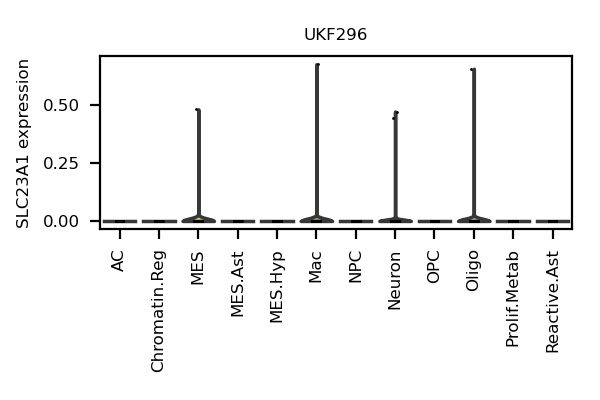 UKF296
SLC23A1 expression
0.50
0.25
0.00
AC
Chromatin.Reg
MES
MES.Ast
MES.Hyp
Mac
NPC
Neuron
OPC
Oligo
Prolif.Metab
Reactive.Ast